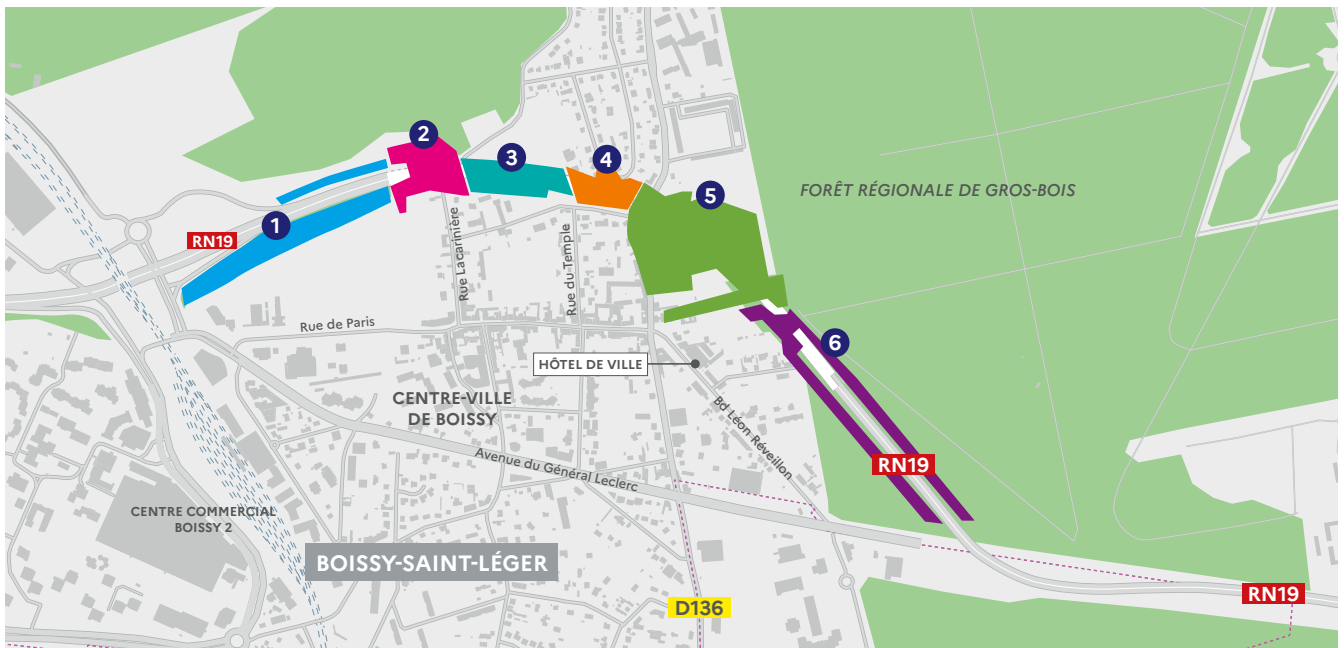 2
3
4
5
FORÊT RÉGIONALE DE GROS-BOIS
1
RN19
Rue Lacarinière
Rue du Temple
Rue de Paris
6
HÔTEL DE VILLE
CENTRE-VILLE
DE BOISSY
Bd Léon Réveillon
Avenue du Général Leclerc
RN19
CENTRE COMMERCIAL
BOISSY 2
BOISSY-SAINT-LÉGER
RN19
D136